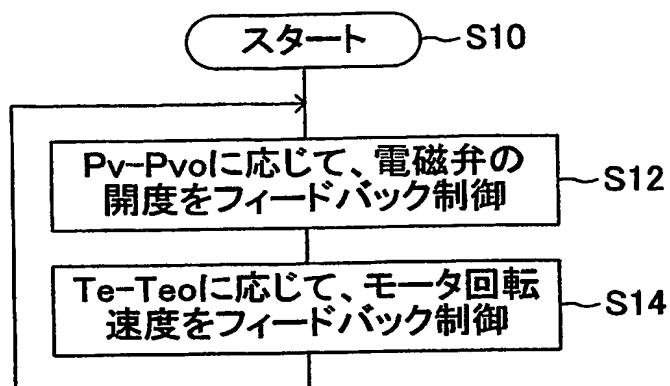 スタート S10
Pv-Pvoに応じて、電磁弁の
開度をフィードバック制御 S12
Te-Teoに応じて、モータ回転
速度をフィードバック制御 S14